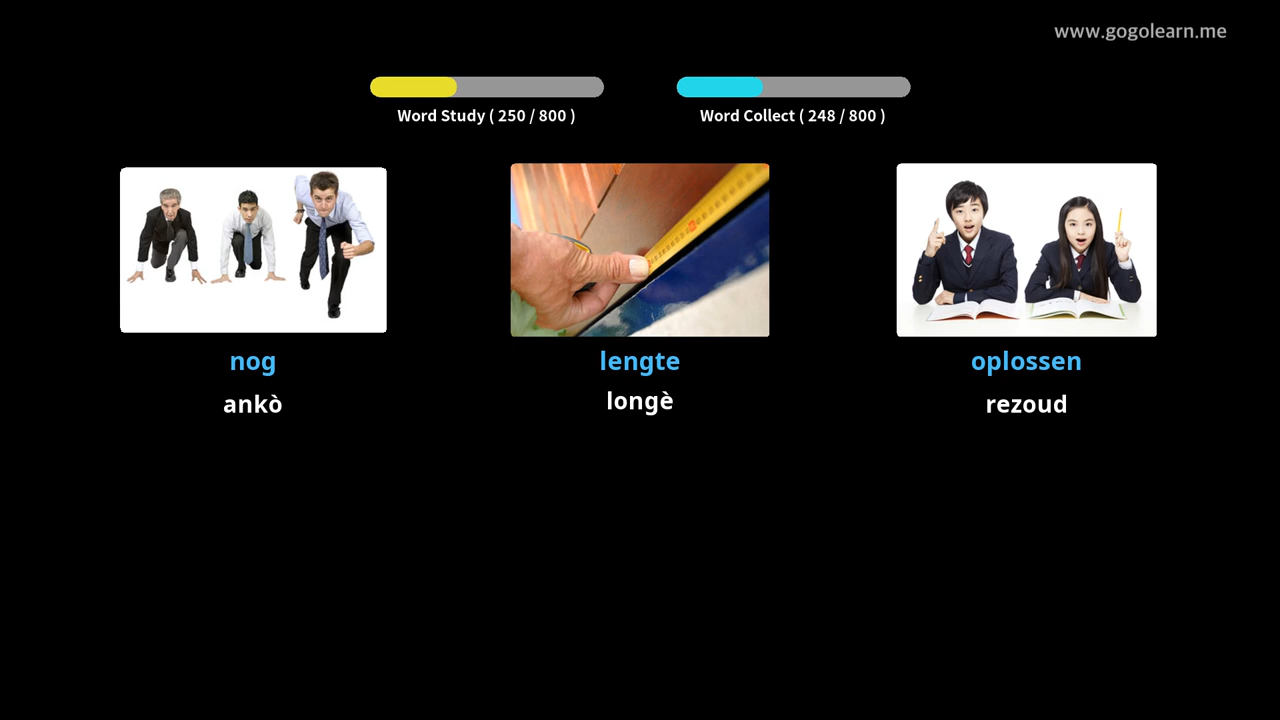 www.gogolearn.me
Word Study ( 250 / 800 )
Word Collect ( 248 / 800 )
nog
lengte
oplossen
ankò
longè
rezoud